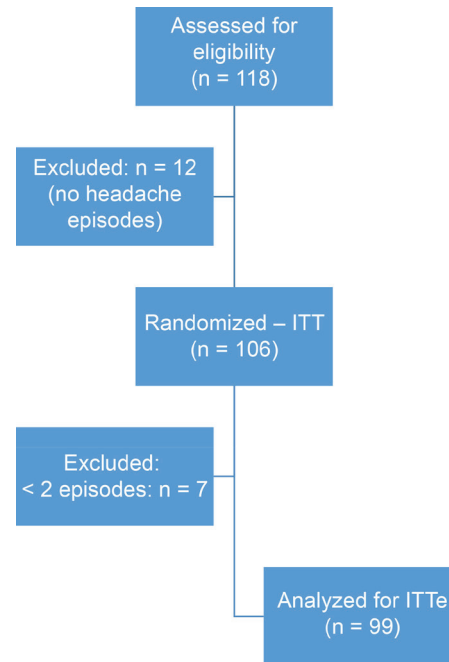 Assessed for
eligibility
(n = 118)
Excluded: n = 12
(no headache
episodes)
Randomized – ITT
(n = 106)
Excluded:
< 2 episodes: n = 7
Analyzed for ITTe
(n = 99)